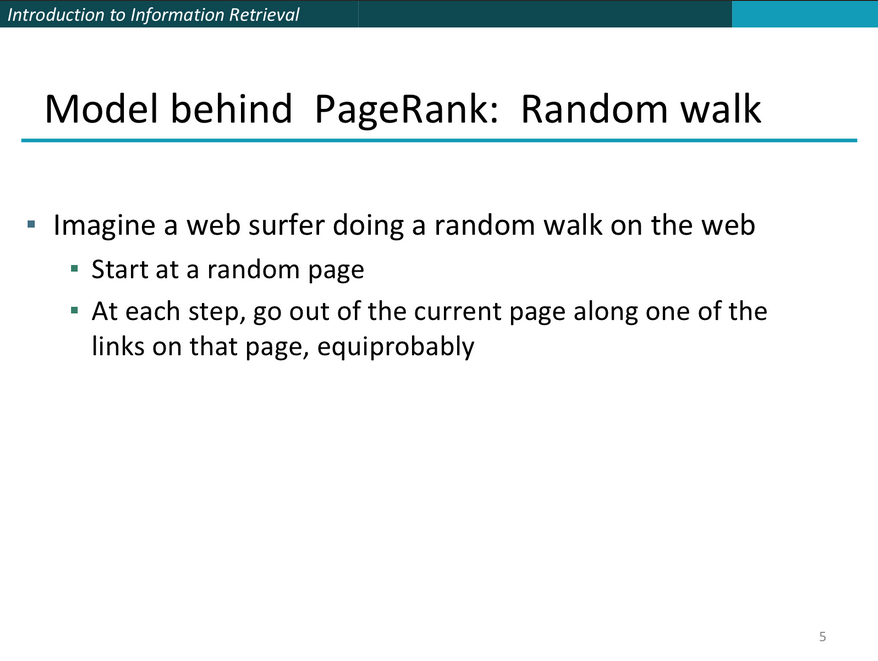 Introduction to Information Retrieval
Model behind PageRank: Random walk
▪ Imagine a web surfer doing a random walk on the web
▪ Start at a random page
▪ At each step, go out of the current page along one of the
links on that page, equiprobably
5